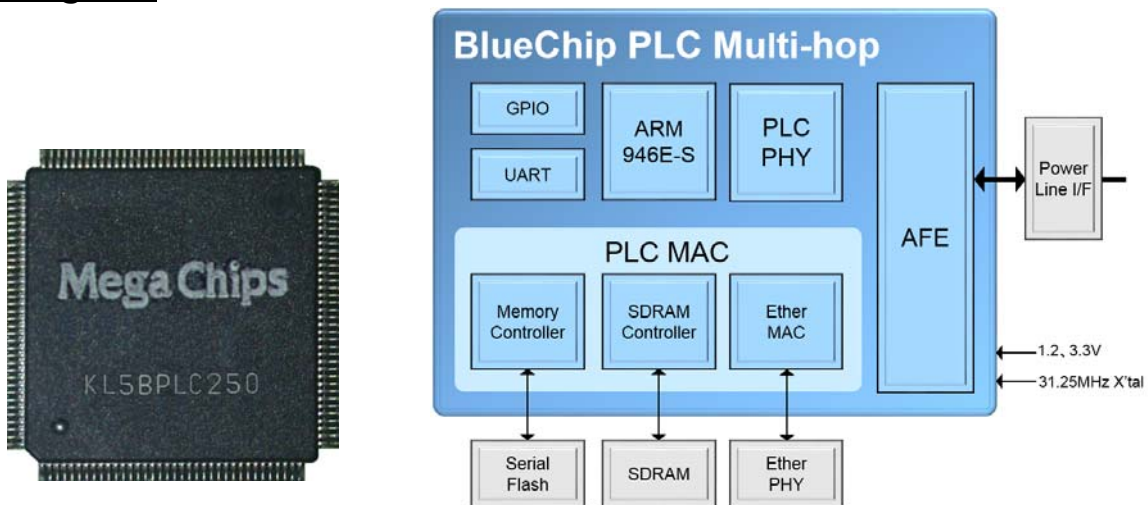 Mega Chips
KL5BPLC250
BlueChip PLC Multi-hop
GPIO
UART
ARM
946E-S
PLC
PHY
AFE
Power
Line I/F
PLC MAC
Memory
Controller
SDRAM
Controller
Ether
MAC
1.2、3.3V
31.25MHz X'tal
Serial
Flash
SDRAM
Ether
PHY